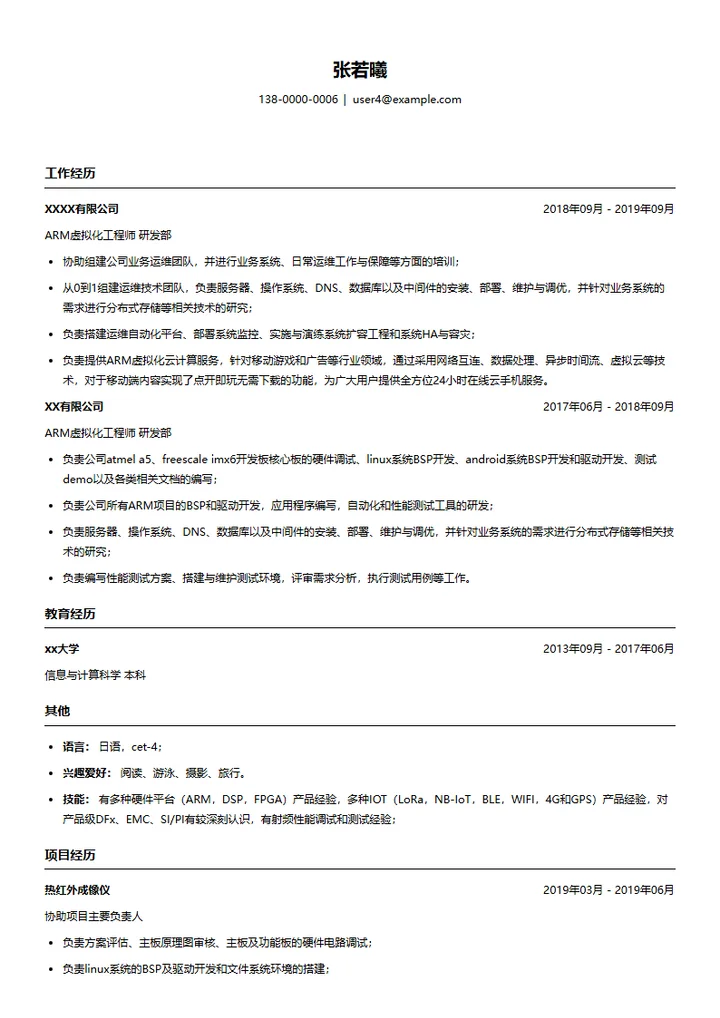 张若曦
138-0000-0006 | user4@example.com
工作经历
XXXX有限公司 2018年09月 - 2019年09月
ARM虚拟化工程师 研发部
• 协助组建公司业务运维团队，并进行业务系统、日常运维工作与保障等方面的培训；
• 从0到1组建运维技术团队，负责服务器、操作系统、DNS、数据库以及中间件的安装、部署、维护与调优，并针对业务系统的
需求进行分布式存储等相关技术的研究；
• 负责搭建运维自动化平台、部署系统监控、实施与演练系统扩容工程和系统HA与容灾；
• 负责提供ARM虚拟化云计算服务，针对移动游戏和广告等行业领域，通过采用网络互连、数据处理、异步时间流、虚拟云等技
术，对于移动端内容实现了点开即玩无需下载的功能，为广大用户提供全方位24小时在线云手机服务。
XX有限公司 2017年06月 - 2018年09月
ARM虚拟化工程师 研发部
• 负责公司atmel a5、freescale imx6开发板核心板的硬件调试、linux系统BSP开发、android系统BSP开发和驱动开发、测试
demo以及各类相关文档的编写；
• 负责公司所有ARM项目的BSP和驱动开发，应用程序编写，自动化和性能测试工具的研发；
• 负责服务器、操作系统、DNS、数据库以及中间件的安装、部署、维护与调优，并针对业务系统的需求进行分布式存储等相关技
术的研究；
• 负责编写性能测试方案、搭建与维护测试环境，评审需求分析，执行测试用例等工作。
教育经历
xx大学 2013年09月 - 2017年06月
信息与计算科学 本科
其他
• 语言： 日语，cet-4；
• 兴趣爱好： 阅读、游泳、摄影、旅行。
• 技能： 有多种硬件平台（ARM，DSP，FPGA）产品经验，多种IOT（LoRa，NB-IoT，BLE，WIFI，4G和GPS）产品经验，对
产品级DFx、EMC、SI/PI有较深刻认识，有射频性能调试和测试经验；
项目经历
热红外成像仪 2019年03月 - 2019年06月
协助项目主要负责人
• 负责方案评估、主板原理图审核、主板及功能板的硬件电路调试；
• 负责linux系统的BSP及驱动开发和文件系统环境的搭建；